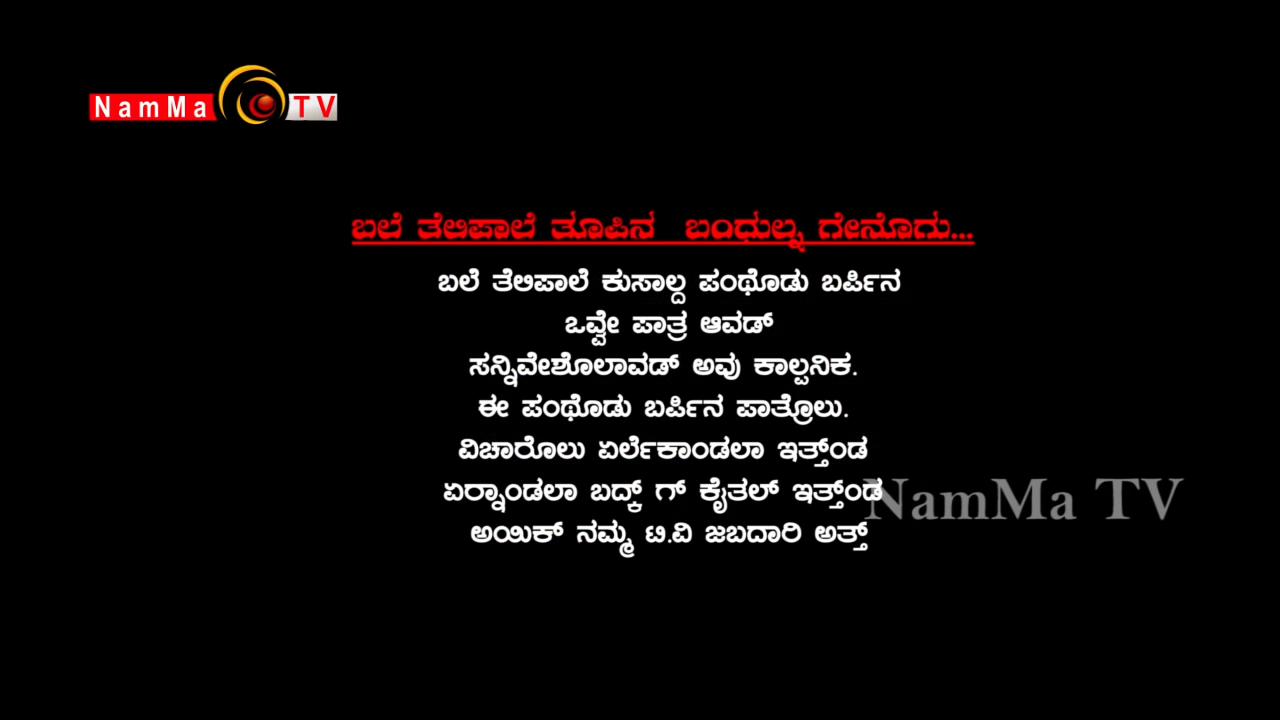 NamMa TV
ಬಲೆ ತೆಲಿಪಾಲೆ ತೂಪಿನ ಬಂಧುಲ್ನ ಗೇನೊಗು...
ಬಲೆ ತೆಲಿಪಾಲೆ ಕುಸಾಲ್ದ ಪಂಥೊಡು ಬರ್ಪಿನ
ಒವ್ವೇ ಪಾತ್ರ ಆವಡ್
ಸನ್ನಿವೇಶೊಲಾವಡ್ ಅವು ಕಾಲ್ಪನಿಕ.
ಈ ಪಂಥೊಡು ಬರ್ಪಿನ ಪಾತ್ರೊಲು.
ವಿಚಾರೊಲು ಏರ್ಲೆಕಾಂಡಲಾ ಇತ್ತ್‌ಂಡ
ಏರ್‍ನಾಂಡಲಾ ಬದ್ಕ್ ಗ್ ಕೈತಲ್ ಇತ್ತ್‌ಂಡ
NamMa TV
ಅಯಿಕ್ ನಮ್ಮ ಟಿ.ವಿ ಜಬದಾರಿ ಅತ್ತ್